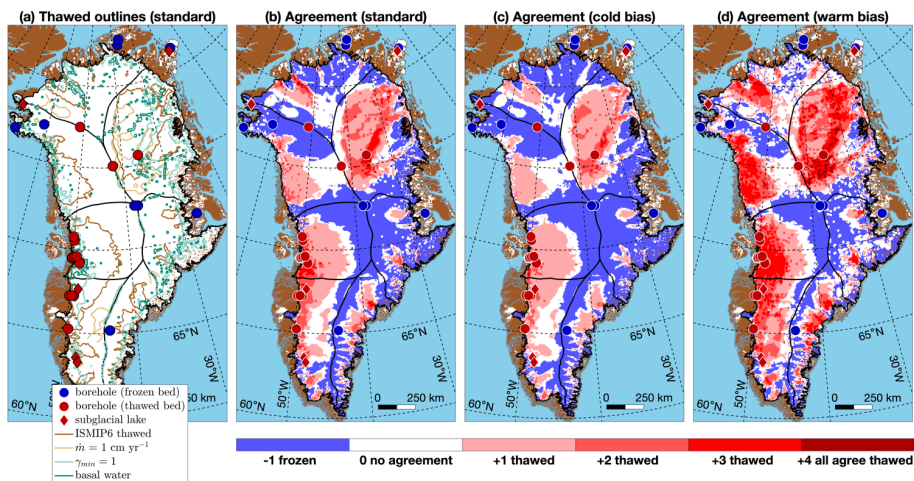 (a) Thawed outlines (standard)
(b) Agreement (standard)
(c) Agreement (cold bias)
(d) Agreement (warm bias)
65°N
30°W
50°W
60°N
250 km
65°N
30°W
50°W
60°N
0 250 km
65°N
30°W
50°W
60°N
0 250 km
65°N
30°W
50°W
60°N
0 250 km
borehole (frozen bed)
borehole (thawed bed)
subglacial lake
ISMIP6 thawed
ṁ = 1 cm yr⁻¹
γmin = 1
basal water
-1 frozen
0 no agreement
+1 thawed
+2 thawed
+3 thawed
+4 all agree thawed